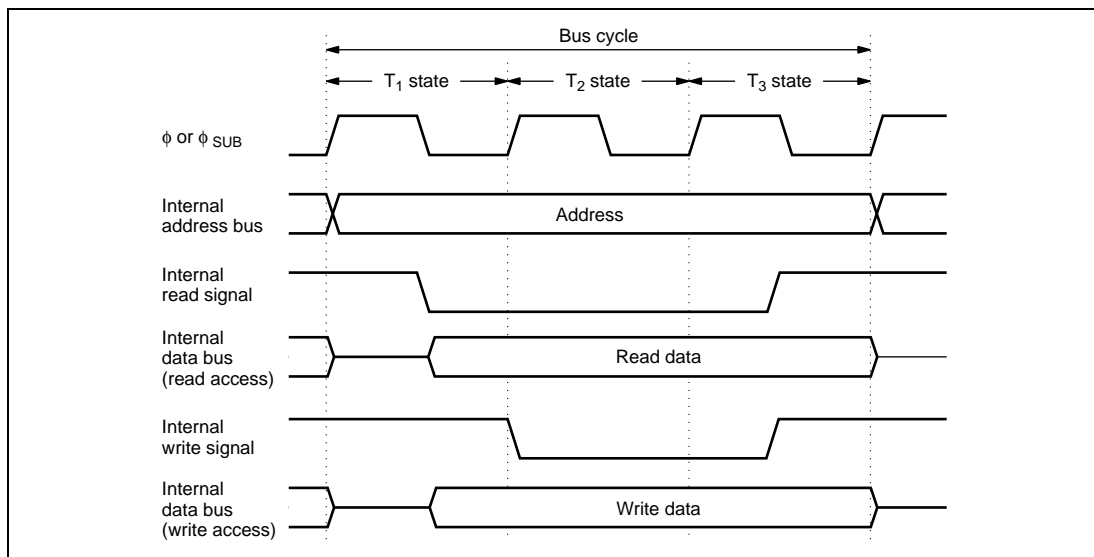 Bus cycle
T1 state
T2 state
T3 state
φ or φ SUB
Internal
address bus
Address
Internal
read signal
Internal
data bus
(read access)
Read data
Internal
write signal
Internal
data bus
(write access)
Write data